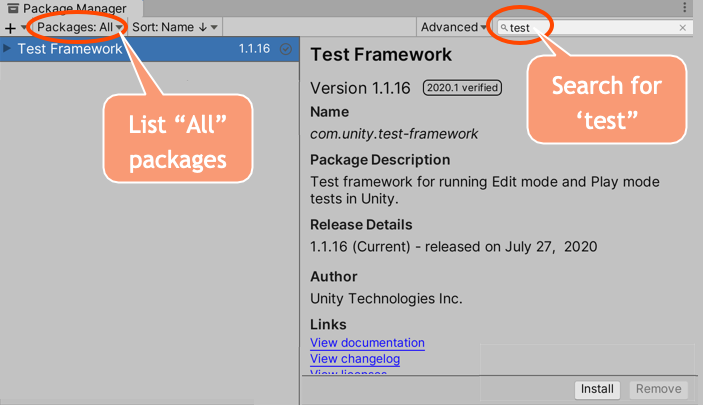 Package Manager
Packages: All
Sort: Name ↓
Advanced
test
Test Framework 1.1.16
Test Framework
Version 1.1.16 2020.1 verified
Name
com.unity.test-framework
Package Description
Test framework for running Edit mode and Play mode
tests in Unity.
Release Details
1.1.16 (Current) - released on July 27, 2020
Author
Unity Technologies Inc.
Links
View documentation
View changelog
View licenses
Install
Remove
List “All”
packages
Search for
‘test”